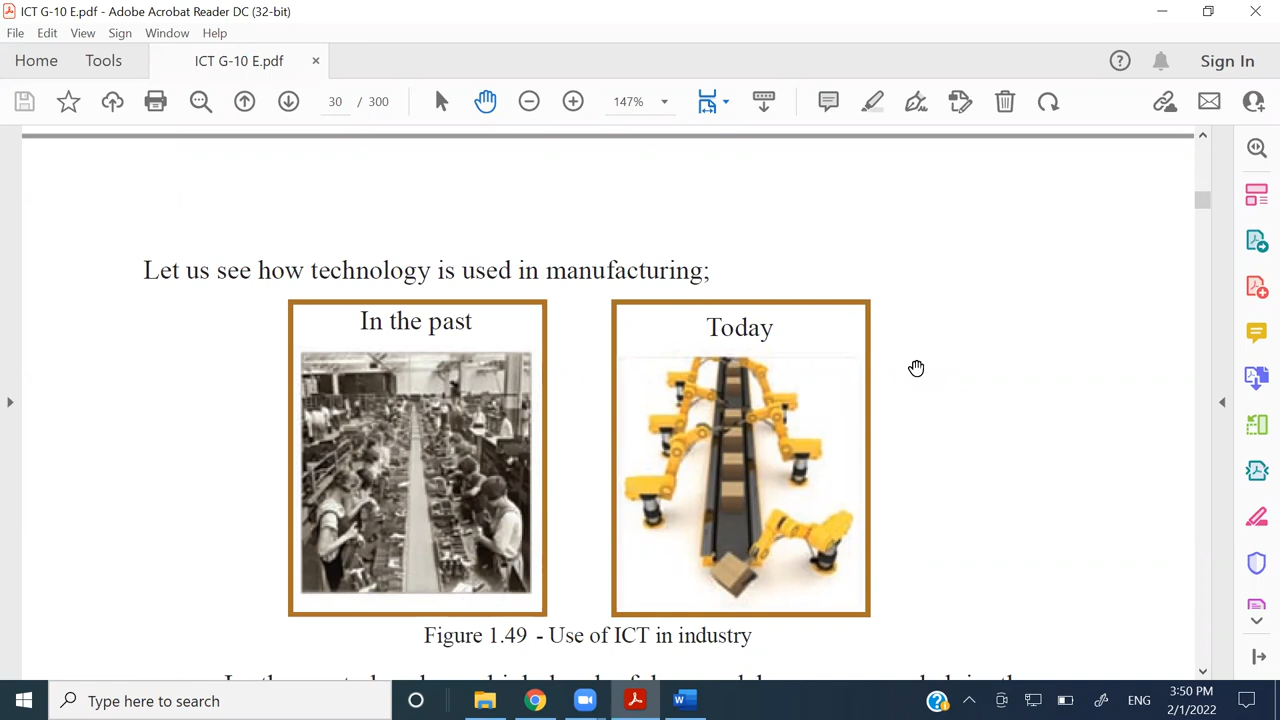 ICT G-10 E.pdf - Adobe Acrobat Reader DC (32-bit)
File Edit View Sign Window Help
Home Tools ICT G-10 E.pdf × Sign In
30 / 300 147%
Let us see how technology is used in manufacturing;
In the past
Today
Figure 1.49 - Use of ICT in industry
Type here to search
ENG
3:50 PM
2/1/2022